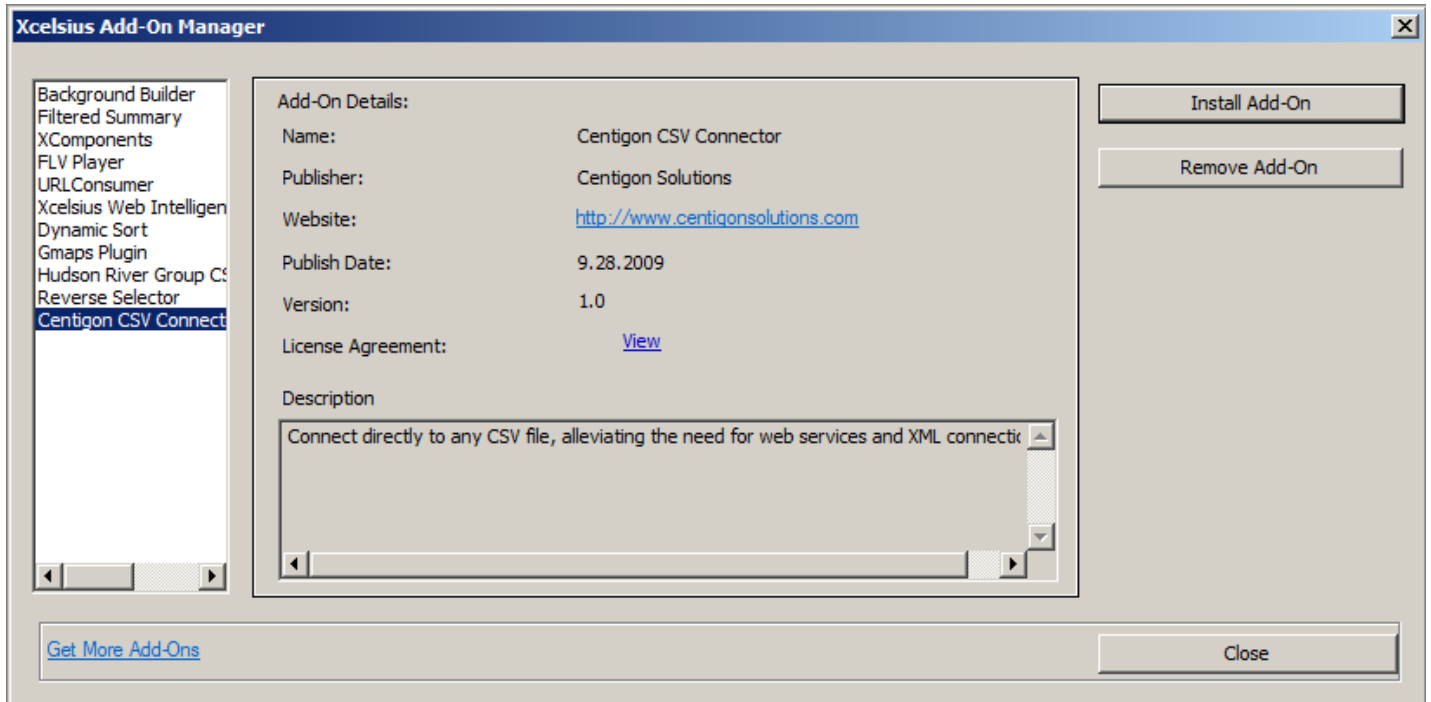 Xcelsius Add-On Manager
Background Builder
Filtered Summary
XComponents
FLV Player
URLConsumer
Xcelsius Web Intelligen
Dynamic Sort
Gmaps Plugin
Hudson River Group CS
Reverse Selector
Centigon CSV Connect
Add-On Details:
Name: Centigon CSV Connector
Publisher: Centigon Solutions
Website: http://www.centigonsolutions.com
Publish Date: 9.28.2009
Version: 1.0
License Agreement: View
Description
Connect directly to any CSV file, alleviating the need for web services and XML connectic
Install Add-On
Remove Add-On
Get More Add-Ons
Close